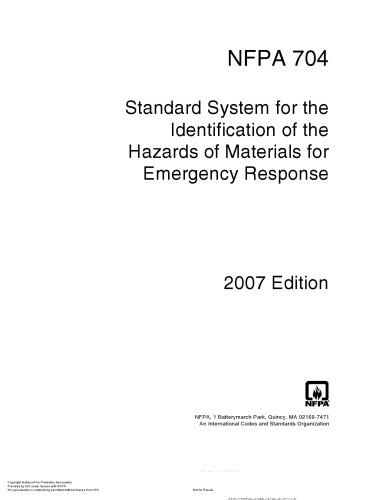 NFPA 704
Standard System for the
Identification of the
Hazards of Materials for
Emergency Response
2007 Edition
NFPA
NFPA, 1 Batterymarch Park, Quincy, MA 02169-7471
An International Codes and Standards Organization
Copyright National Fire Protection Association
Provided by IHS under license with NFPA
No reproduction or networking permitted without license from IHS
Not for Resale